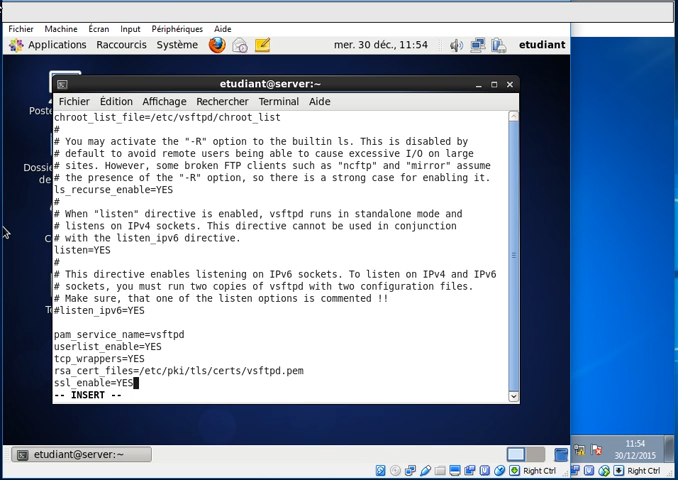 Fichier Machine Écran Input Périphériques Aide
Applications Raccourcis Système mer. 30 déc., 11:54 etudiant
etudiant@server:~
Fichier Édition Affichage Rechercher Terminal Aide
chroot_list_file=/etc/vsftpd/chroot_list
#
# You may activate the "-R" option to the builtin ls. This is disabled by
# default to avoid remote users being able to cause excessive I/O on large
# sites. However, some broken FTP clients such as "ncftp" and "mirror" assume
# the presence of the "-R" option, so there is a strong case for enabling it.
ls_recurse_enable=YES
#
# When "listen" directive is enabled, vsftpd runs in standalone mode and
# listens on IPv4 sockets. This directive cannot be used in conjunction
# with the listen_ipv6 directive.
listen=YES
#
# This directive enables listening on IPv6 sockets. To listen on IPv4 and IPv6
# sockets, you must run two copies of vsftpd with two configuration files.
# Make sure, that one of the listen options is commented !!
#listen_ipv6=YES
pam_service_name=vsftpd
userlist_enable=YES
tcp_wrappers=YES
rsa_cert_files=/etc/pki/tls/certs/vsftpd.pem
ssl_enable=YES
-- INSERT --
Poste
Dossie
de
C
Te
etudiant@server:~
11:54
30/12/2015
Right Ctrl
Right Ctrl